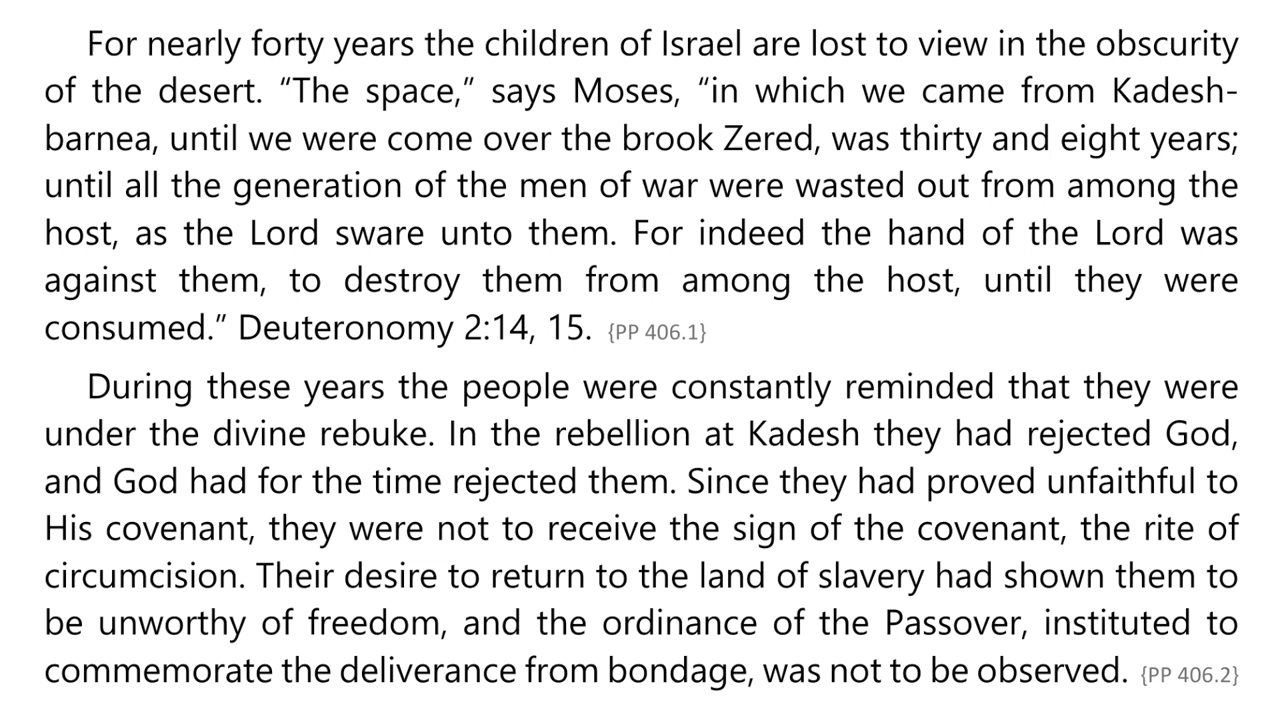 For nearly forty years the children of Israel are lost to view in the obscurity
of the desert. “The space,” says Moses, “in which we came from Kadesh-
barnea, until we were come over the brook Zered, was thirty and eight years;
until all the generation of the men of war were wasted out from among the
host, as the Lord sware unto them. For indeed the hand of the Lord was
against them, to destroy them from among the host, until they were
consumed.” Deuteronomy 2:14, 15. {PP 406.1}
During these years the people were constantly reminded that they were
under the divine rebuke. In the rebellion at Kadesh they had rejected God,
and God had for the time rejected them. Since they had proved unfaithful to
His covenant, they were not to receive the sign of the covenant, the rite of
circumcision. Their desire to return to the land of slavery had shown them to
be unworthy of freedom, and the ordinance of the Passover, instituted to
commemorate the deliverance from bondage, was not to be observed. {PP 406.2}